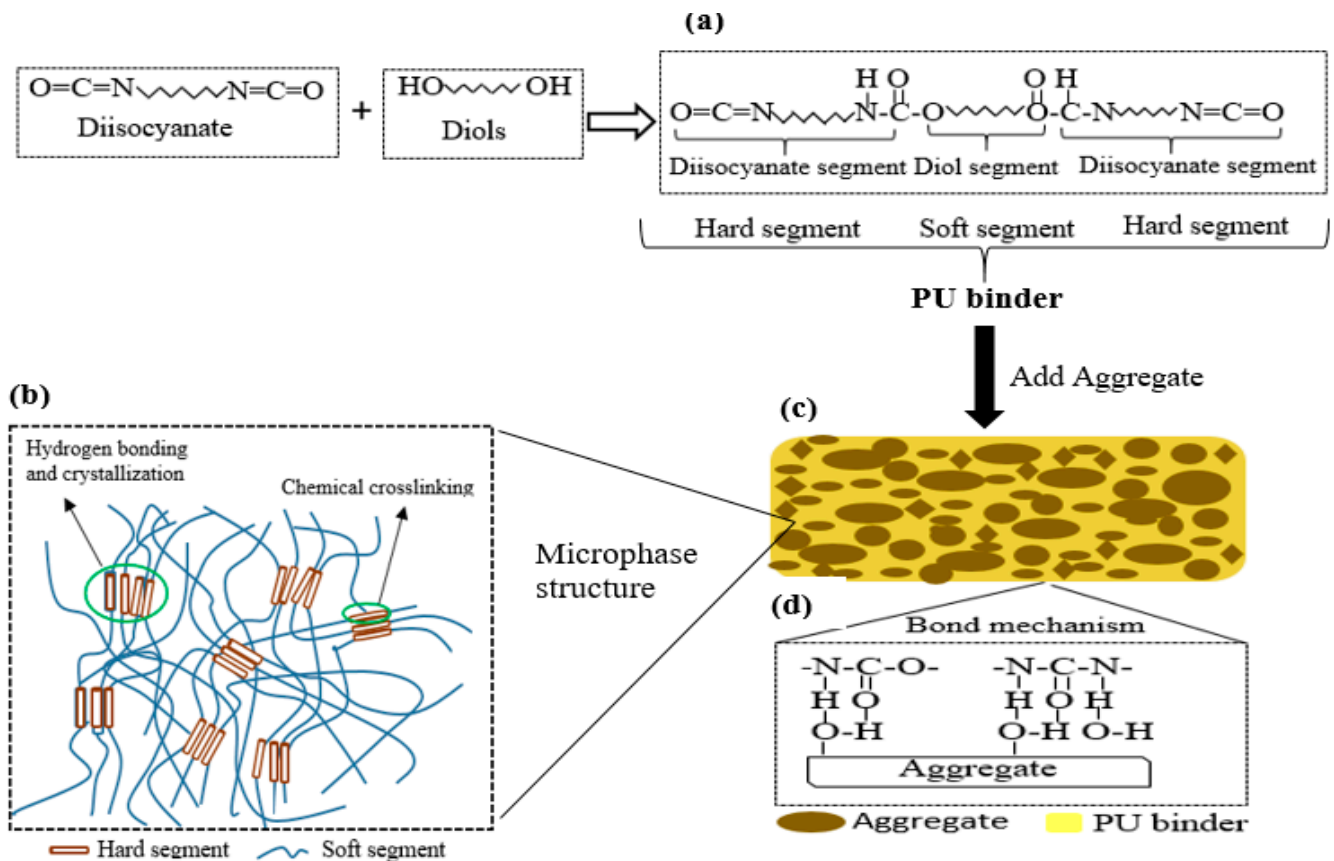 (a)
O=C=N N=C=O
Diisocyanate
+
HO OH
Diols
H O O H
O=C=N N-C-O O-C-N N=C=O
Diisocyanate segment Diol segment Diisocyanate segment
Hard segment Soft segment Hard segment
PU binder
Add Aggregate
(b)
Hydrogen bonding
and crystallization
Chemical crosslinking
Hard segment Soft segment
Microphase
structure
(c)
(d)
Bond mechanism
-N-C-O- -N-C-N-
H O H O H
O-H O-H O-H
Aggregate
Aggregate PU binder